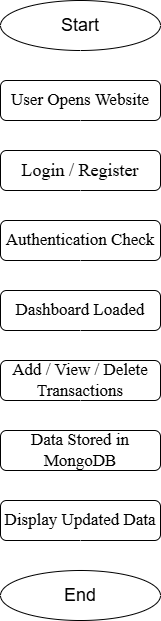 Start
User Opens Website
Login / Register
Authentication Check
Dashboard Loaded
Add / View / Delete
Transactions
Data Stored in
MongoDB
Display Updated Data
End